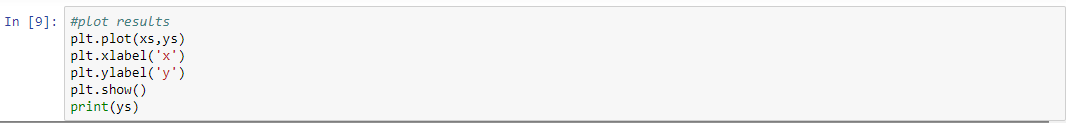 In [9]: #plot results
plt.plot(xs,ys)
plt.xlabel('x')
plt.ylabel('y')
plt.show()
print(ys)